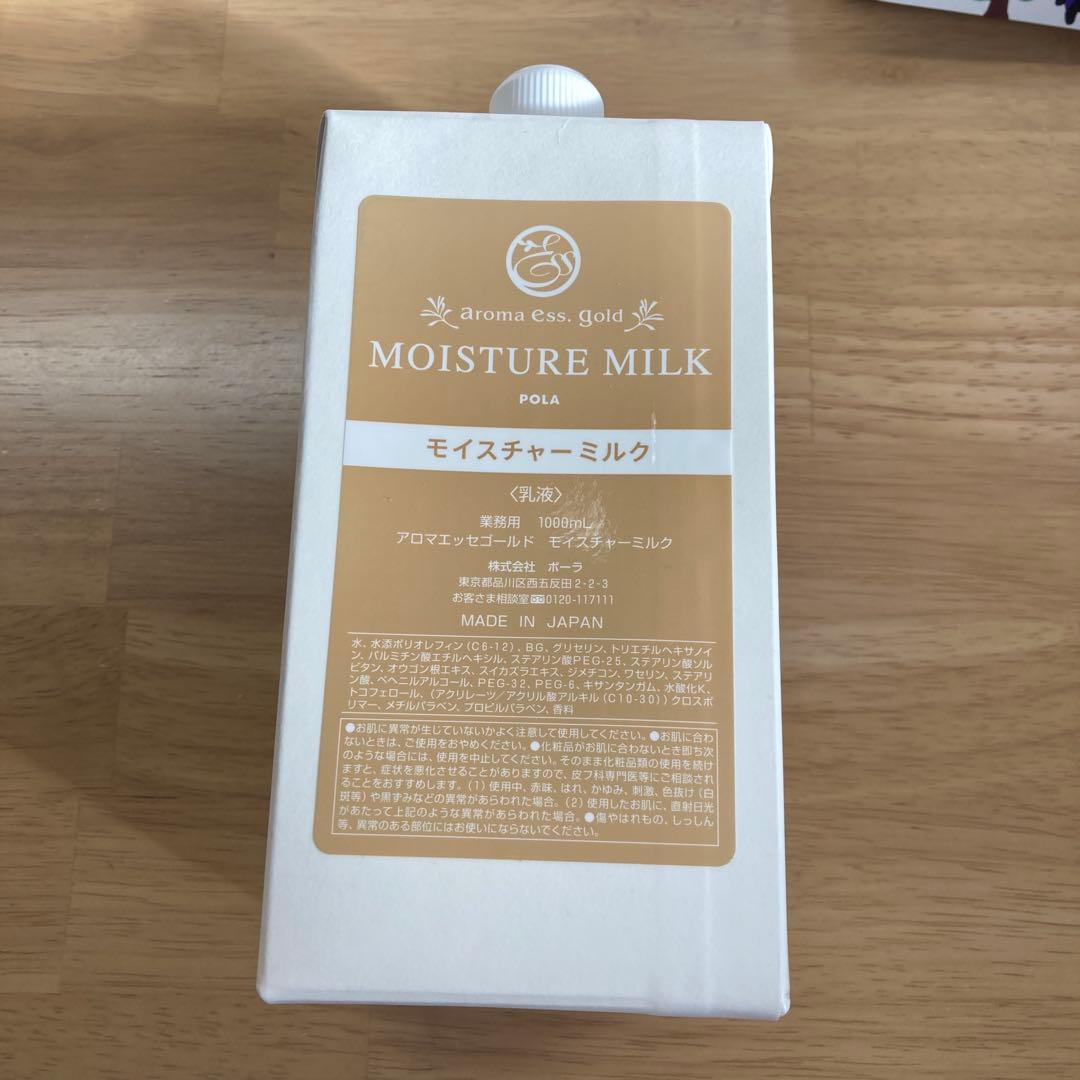 Ess
aroma ess. gold
MOISTURE MILK
POLA
モイスチャーミルク
〈乳液〉
業務用 1000mL
アロマエッセゴールド モイスチャーミルク
株式会社 ポーラ
東京都品川区西五反田2-2-3
お客さま相談室0120-117111
MADE IN JAPAN
水、水添ポリオレフィン(C6-12)、BG、グリセリン、トリエチルヘキサノイ
ン、パルミチン酸エチルヘキシル、ステアリン酸PEG-25、ステアリン酸ソル
ビタン、オウゴン根エキス、スイカズラエキス、ジメチコン、ワセリン、ステアリ
ン酸、ベヘニルアルコール、PEG-32、PEG-6、キサンタンガム、水酸化K、
トコフェロール、(アクリレーツ/アクリル酸アルキル(C10-30))クロスポ
リマー、メチルパラベン、プロピルパラベン、香料
●お肌に異常が生じていないかよく注意して使用してください。●お肌に合わ
ないときは、ご使用をおやめください。●化粧品がお肌に合わないとき即ち次
のような場合には、使用を中止してください。そのまま化粧品類の使用を続け
ますと、症状を悪化させることがありますので、皮フ科専門医等にご相談され
ることをおすすめします。(1)使用中、赤味、はれ、かゆみ、刺激、色抜け(白
斑等)や黒ずみなどの異常があらわれた場合。(2)使用したお肌に、直射日光
があたって上記のような異常があらわれた場合。●傷やはれもの、しっしん
等、異常のある部位にはお使いにならないでください。